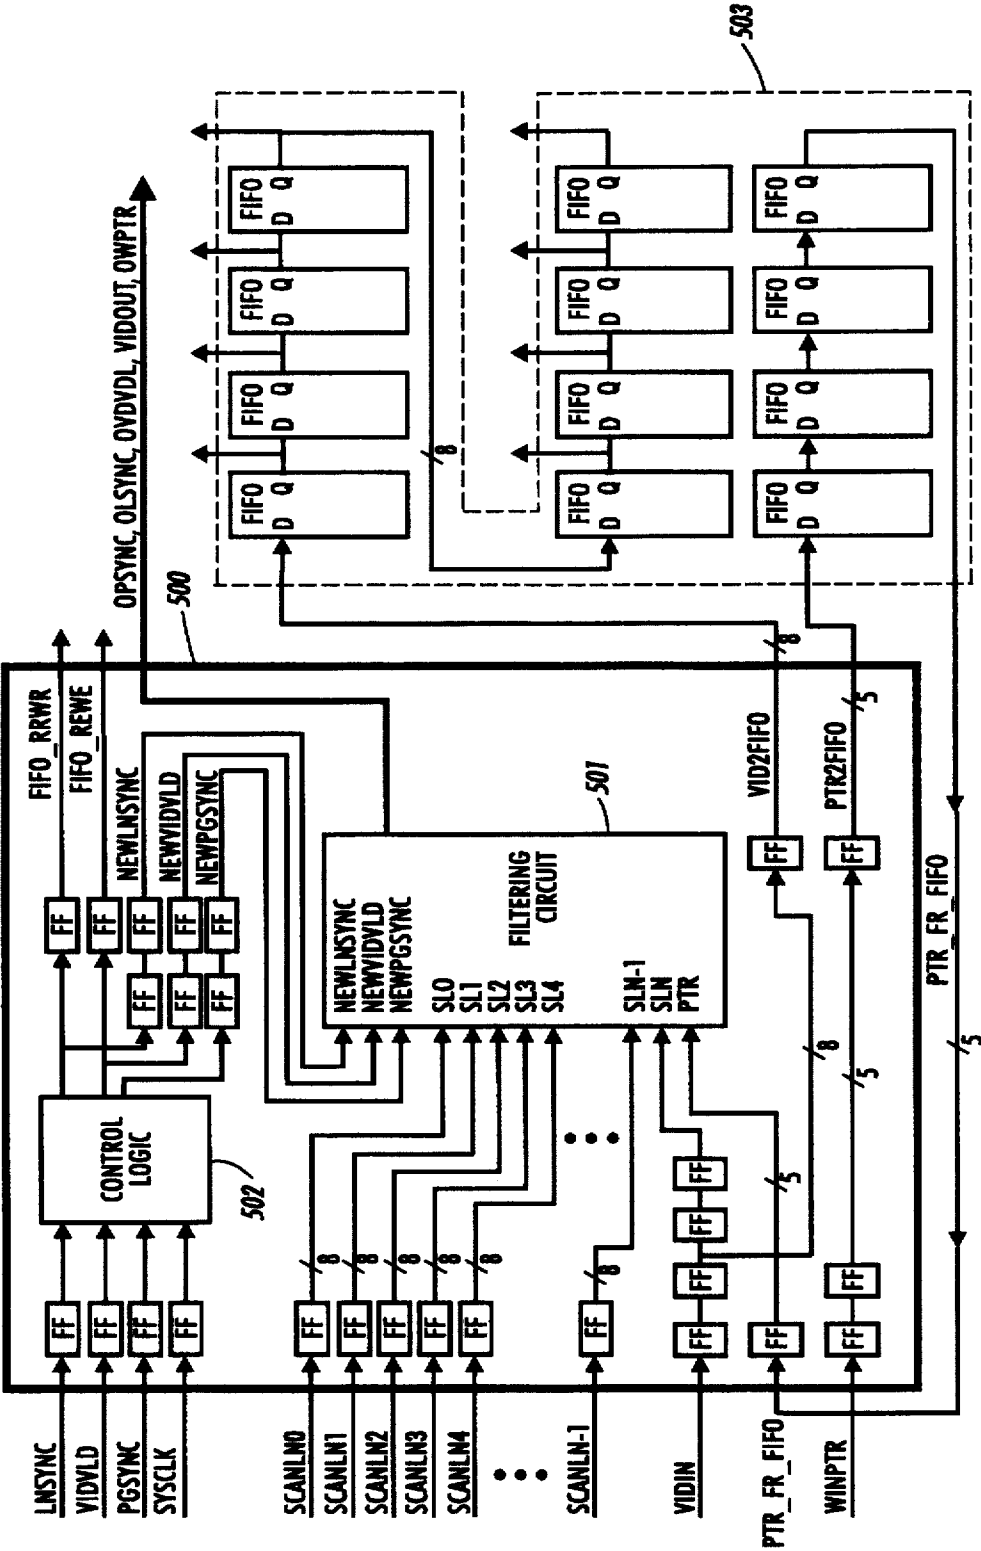 LNSYNC
VIDVLD
PGSYNC
SYSCLK
FF
FF
FF
FF
CONTROL
LOGIC
502
FF
FF
FF
FF
FF
FF
FF
FF
FIFO_RRWR
FIFO_REWE
NEWLNSYNC
NEWVIDVLD
NEWPGSYNC
500
OPSYNC, OLSYNC, OVDVDL, VIDOUT, OWPTR
SCANLN0
SCANLN1
SCANLN2
SCANLN3
SCANLN4
SCANLN-1
FF
FF
FF
FF
FF
FF
8
8
8
8
8
8
NEWLNSYNC
NEWVIDVLD
NEWPGSYNC
SL0
SL1
SL2
SL3
SL4
SLN-1
SLN
PTR
FILTERING
CIRCUIT
501
VIDIN
FF
FF
FF
FF
8
FF
VID2FIFO
8
PTR_FR_FIFO
FF
5
WINPTR
FF
FF
5
FF
PTR2FIFO
5
5
PTR_FR_FIFO
FIFO
D Q
FIFO
D Q
FIFO
D Q
FIFO
D Q
8
FIFO
D Q
FIFO
D Q
FIFO
D Q
FIFO
D Q
FIFO
D Q
FIFO
D Q
FIFO
D Q
FIFO
D Q
503